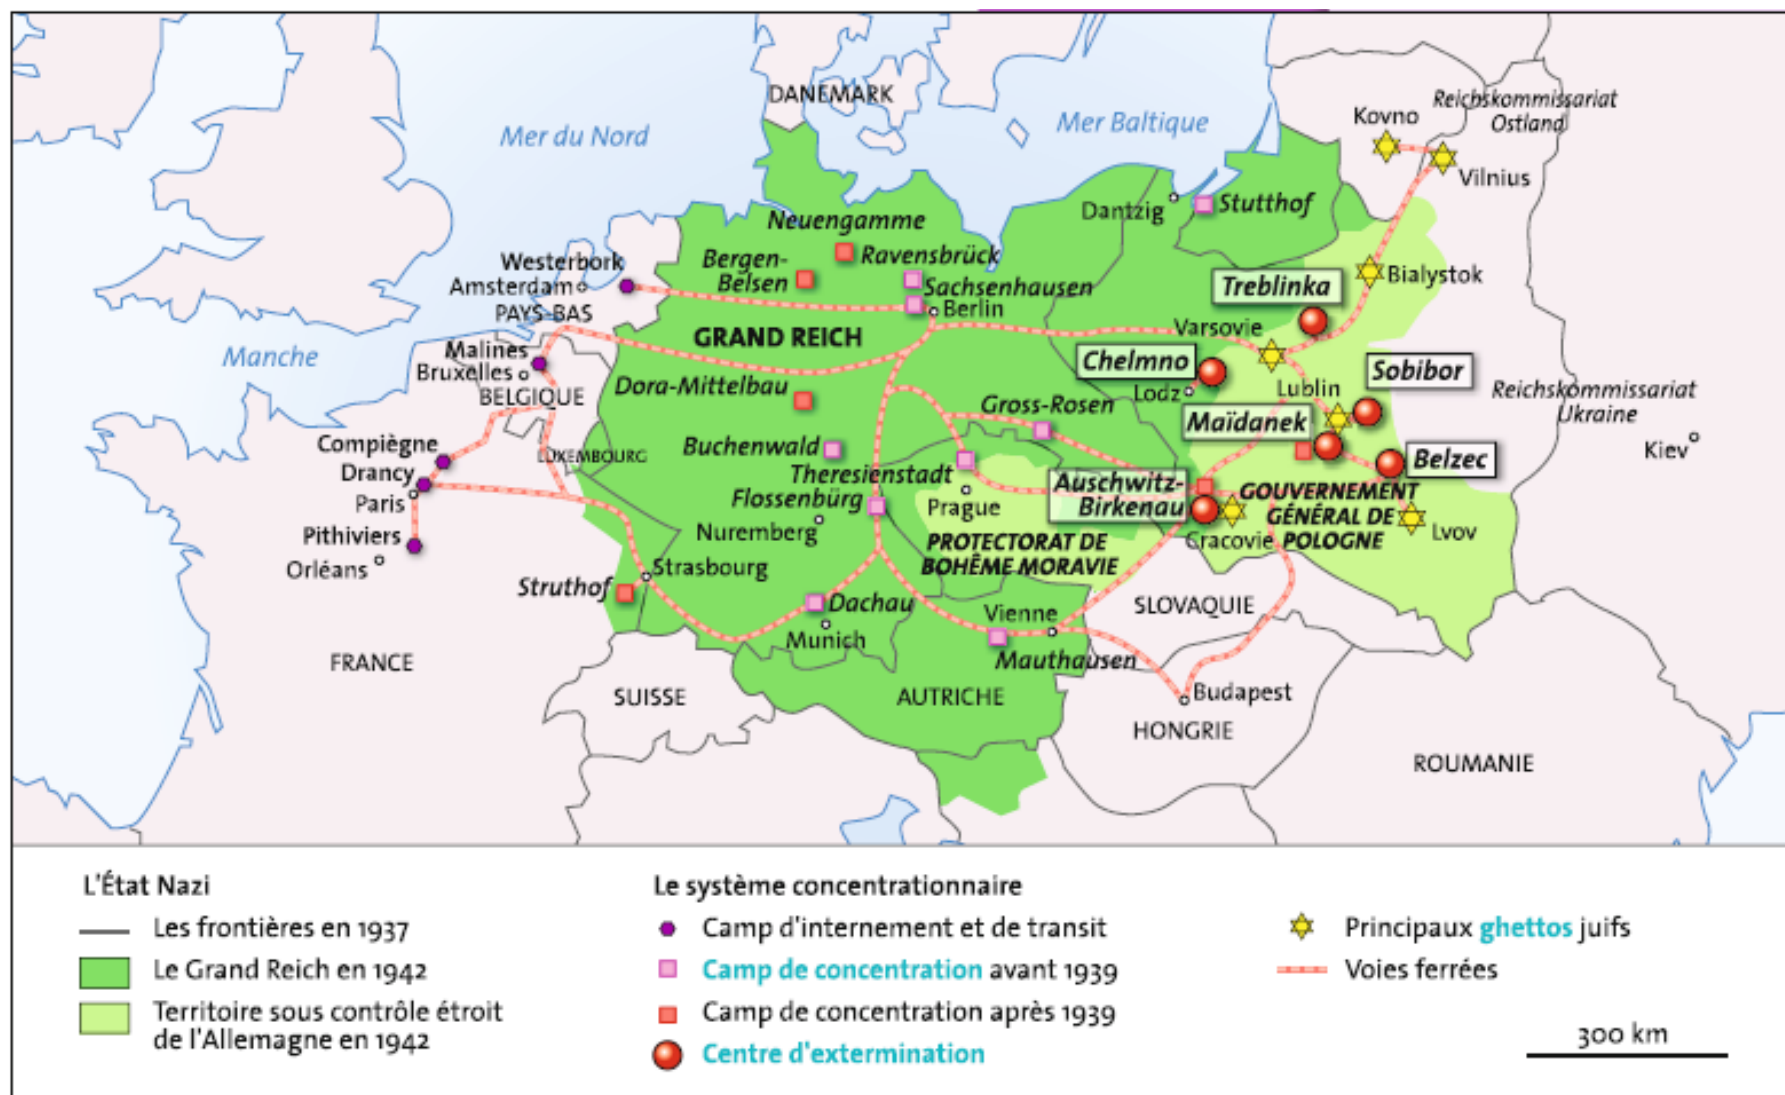 DANEMARK
Mer du Nord
Mer Baltique
Reichskommissariat
Ostland
Kovno
Vilnius
Dantzig
Stutthof
Neuengamme
Ravensbrück
Bergen-
Belsen
Sachsenhausen
Berlin
Westerbork
Amsterdam
PAYS-BAS
Bialystok
Treblinka
Varsovie
GRAND REICH
Manche
Malines
Bruxelles
BELGIQUE
Chelmno
Lodz
Sobibor
Lublin
Reichskommissariat
Ukraine
Kiev
Dora-Mittelbau
Gross-Rosen
Maïdanek
Belzec
Compiègne
Drancy
Paris
LUXEMBOURG
Buchenwald
Theresienstadt
Flossenbürg
Prague
Nuremberg
Auschwitz-
Birkenau
Cracovie
GOUVERNEMENT
GÉNÉRAL DE
POLOGNE
Lvov
Pithiviers
Orléans
PROTECTORAT DE
BOHÊME MORAVIE
Strasbourg
Struthof
Dachau
Munich
Vienne
SLOVAQUIE
Mauthausen
FRANCE
SUISSE
AUTRICHE
Budapest
HONGRIE
ROUMANIE
L'État Nazi
Les frontières en 1937
Le Grand Reich en 1942
Territoire sous contrôle étroit
de l'Allemagne en 1942
Le système concentrationnaire
Camp d'internement et de transit
Camp de concentration avant 1939
Camp de concentration après 1939
Centre d'extermination
Principaux ghettos juifs
Voies ferrées
300 km